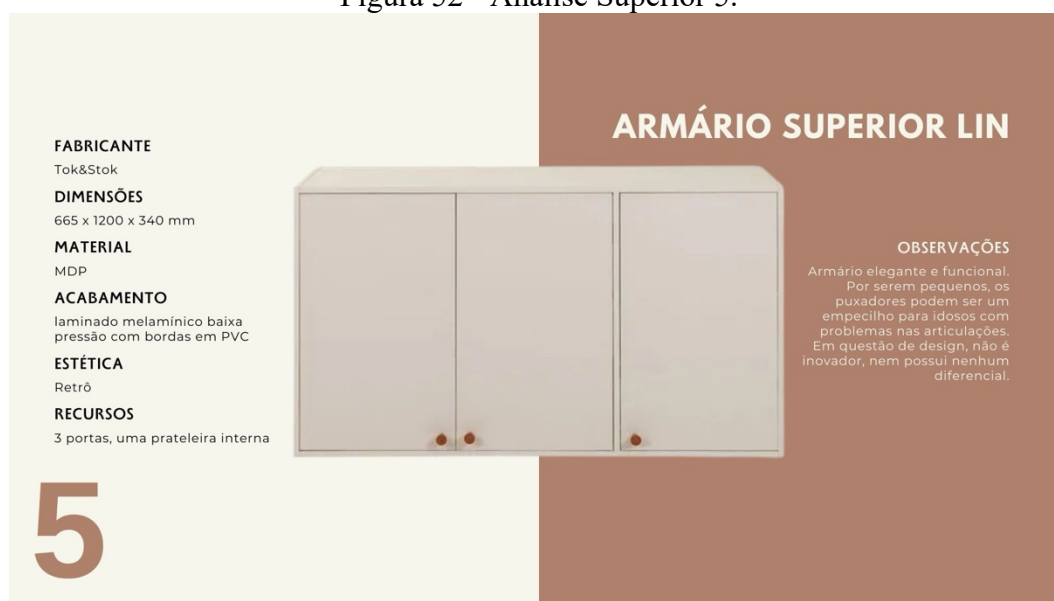 Figura 52 - Análise Superior 5.
ARMÁRIO SUPERIOR LIN
FABRICANTE
Tok&Stok
DIMENSÕES
665 x 1200 x 340 mm
MATERIAL
MDP
ACABAMENTO
laminado melamínico baixa
pressão com bordas em PVC
ESTÉTICA
Retrô
RECURSOS
3 portas, uma prateleira interna
5
OBSERVAÇÕES
Armário elegante e funcional.
Por serem pequenos, os
puxadores podem ser um
empecilho para idosos com
problemas nas articulações.
Em questão de design, não é
inovador, nem possui nenhum
diferencial.